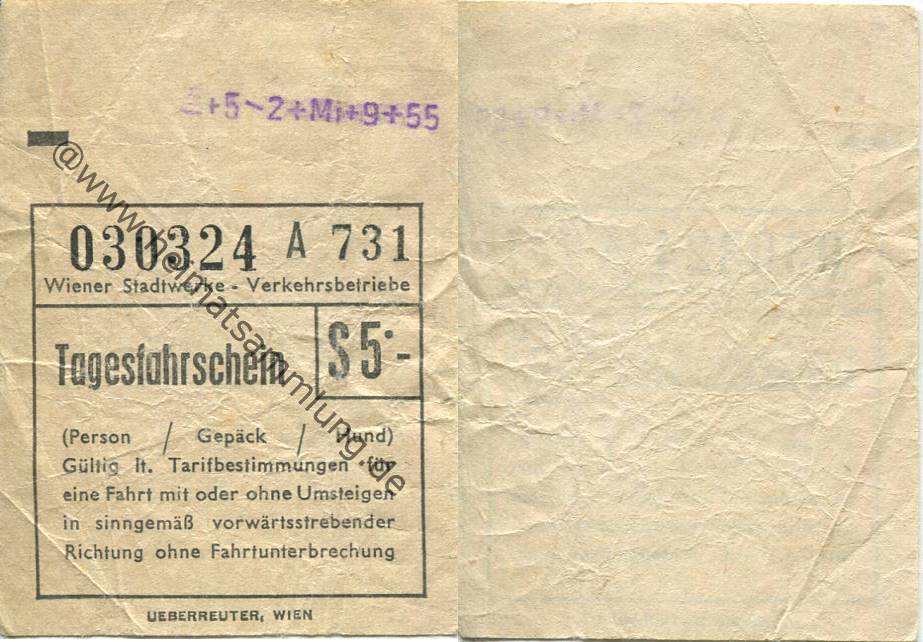 +5-2+Mi+9+55
030324 A 731
Wiener Stadtwerke - Verkehrsbetriebe
Tagesfahrschein
S 5·-
(Person / Gepäck / Hund)
Gültig lt. Tarifbestimmungen für
eine Fahrt mit oder ohne Umsteigen
in sinngemäß vorwärtsstrebender
Richtung ohne Fahrtunterbrechung
UEBERREUTER, WIEN
@www.heimatsammlung.de